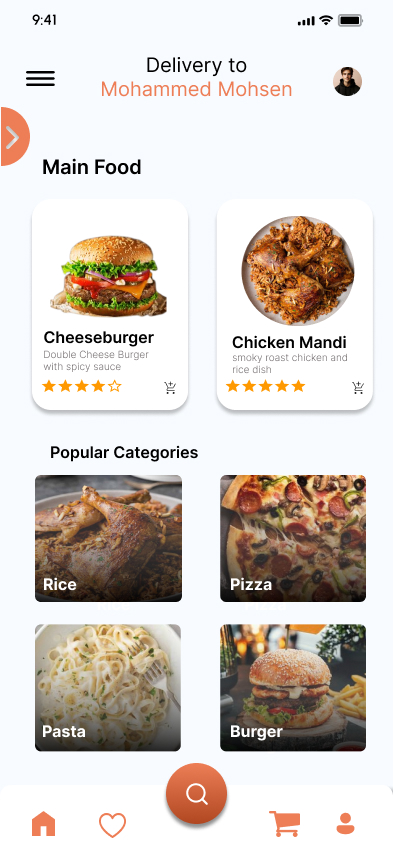 9:41
Delivery to
Mohammed Mohsen
Main Food
Cheeseburger
Double Cheese Burger
with spicy sauce
Chicken Mandi
smoky roast chicken and
rice dish
Popular Categories
Rice
Pizza
Pasta
Burger